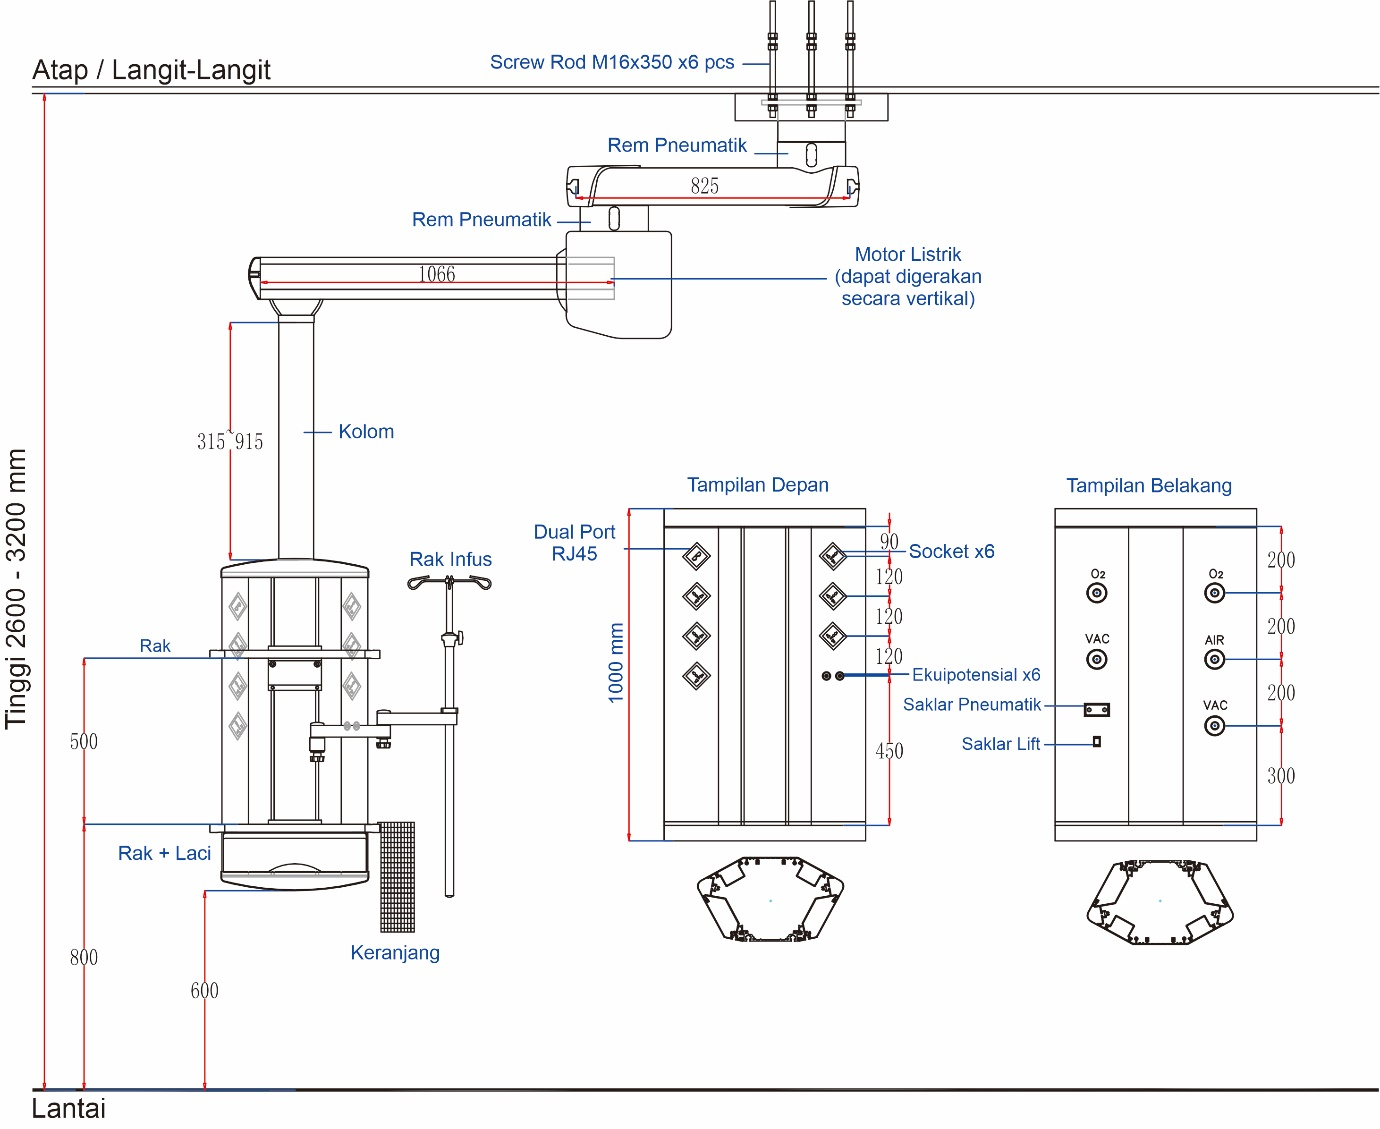 Screw Rod M16x350 x6 pcs
Atap / Langit-Langit
Rem Pneumatik
825
Rem Pneumatik
Motor Listrik
(dapat digerakan
secara vertikal)
1066
315~915
Kolom
Tinggi 2600 - 3200 mm
Rak Infus
Rak
500
Rak + Laci
800
600
Keranjang
Lantai
Tampilan Depan
Dual Port
RJ45
1000 mm
90
Socket x6
120
120
120
Ekuipotensial x6
450
Tampilan Belakang
O2
O2
VAC
AIR
VAC
Saklar Pneumatik
Saklar Lift
200
200
200
300